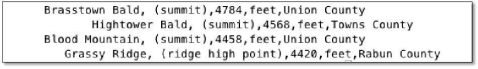 Brasstown Bald, (summit),4784,feet,Union County
Hightower Bald, (summit),4568,feet,Towns County
Blood Mountain, (summit),4458,feet,Union County
Grassy Ridge, (ridge high point),4420,feet,Rabun County